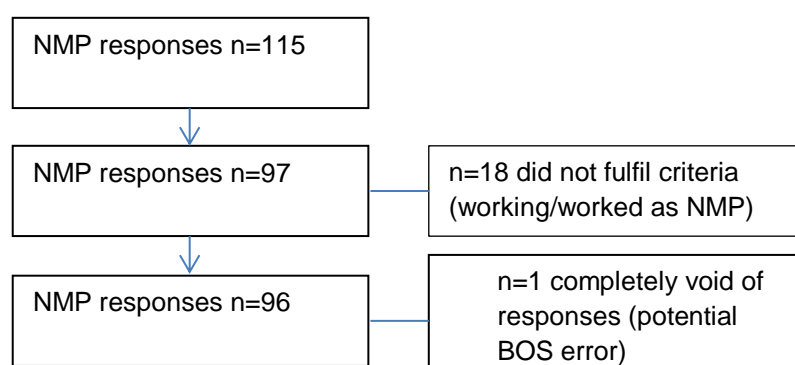 NMP responses n=115
NMP responses n=97
n=18 did not fulfil criteria
(working/worked as NMP)
NMP responses n=96
n=1 completely void of
responses (potential
BOS error)